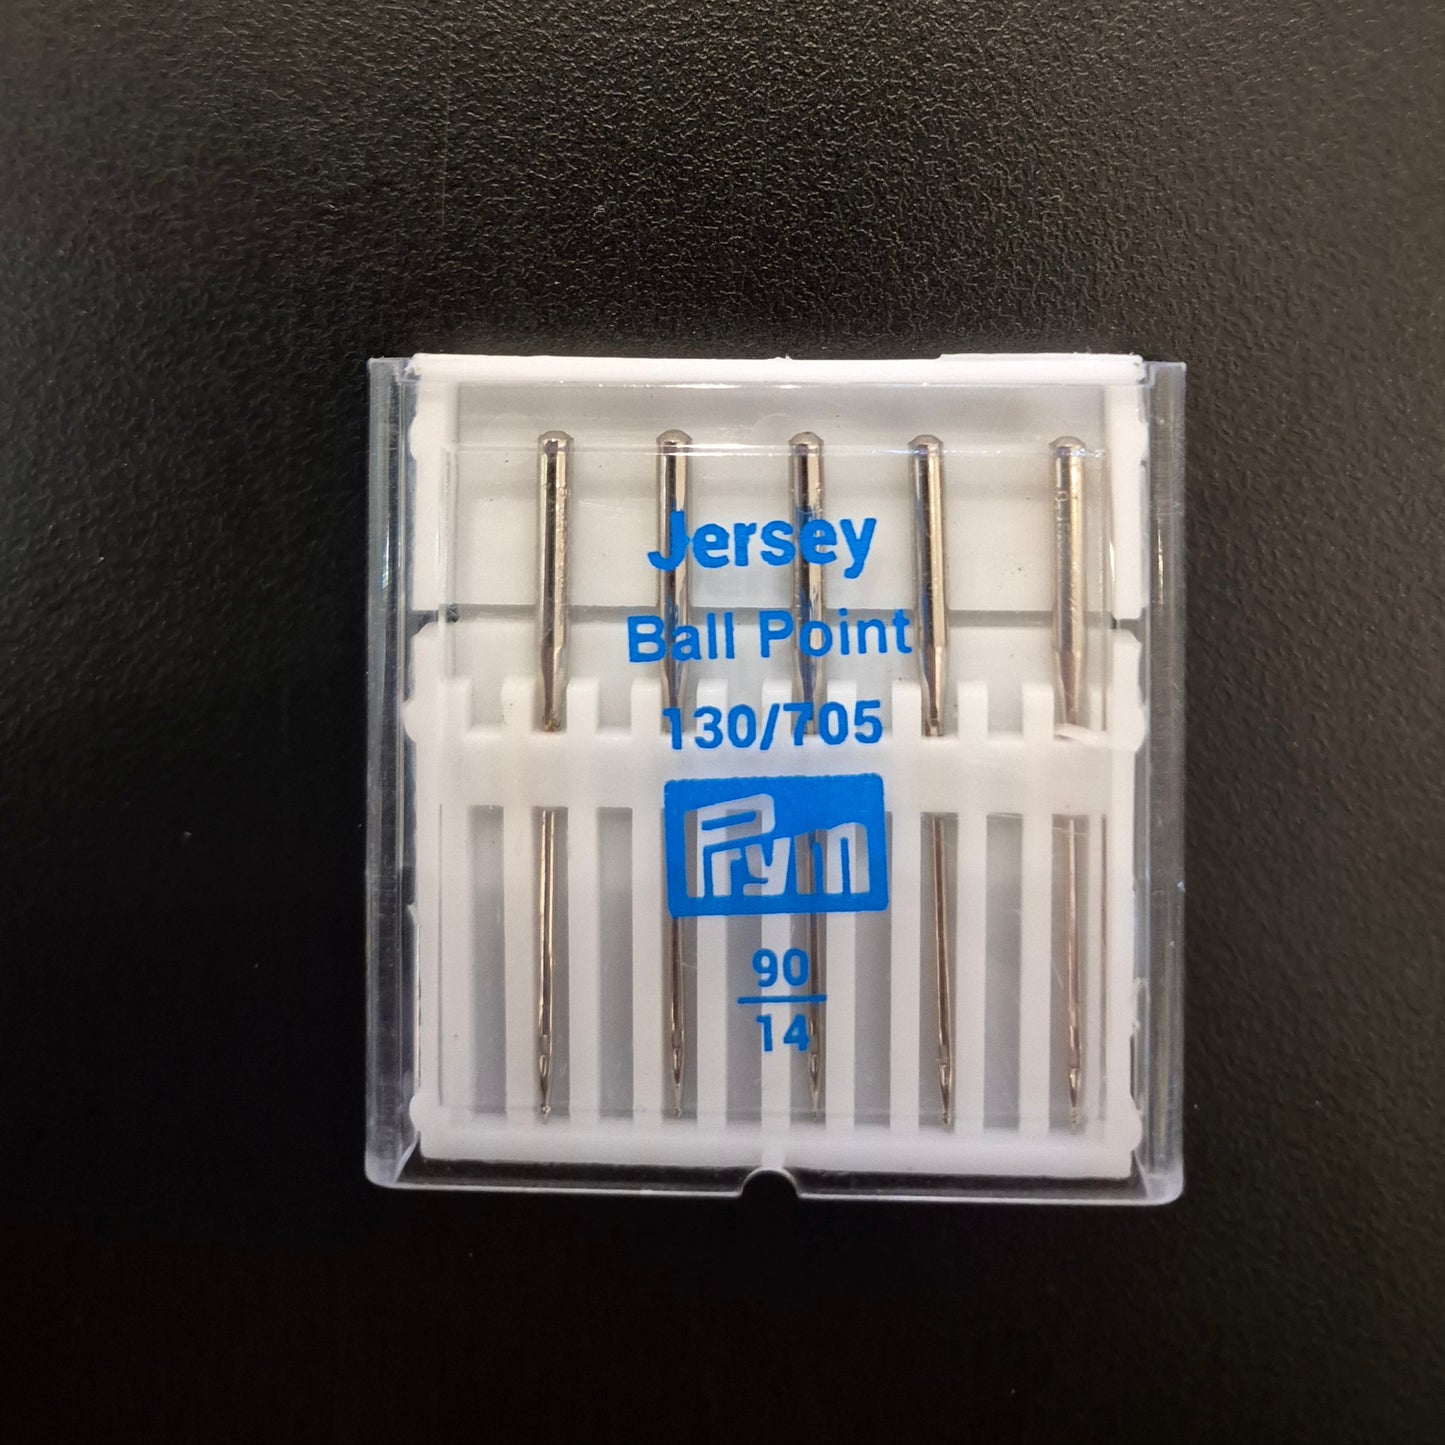 Jersey
Ball Point
130/705
Prym
90
14